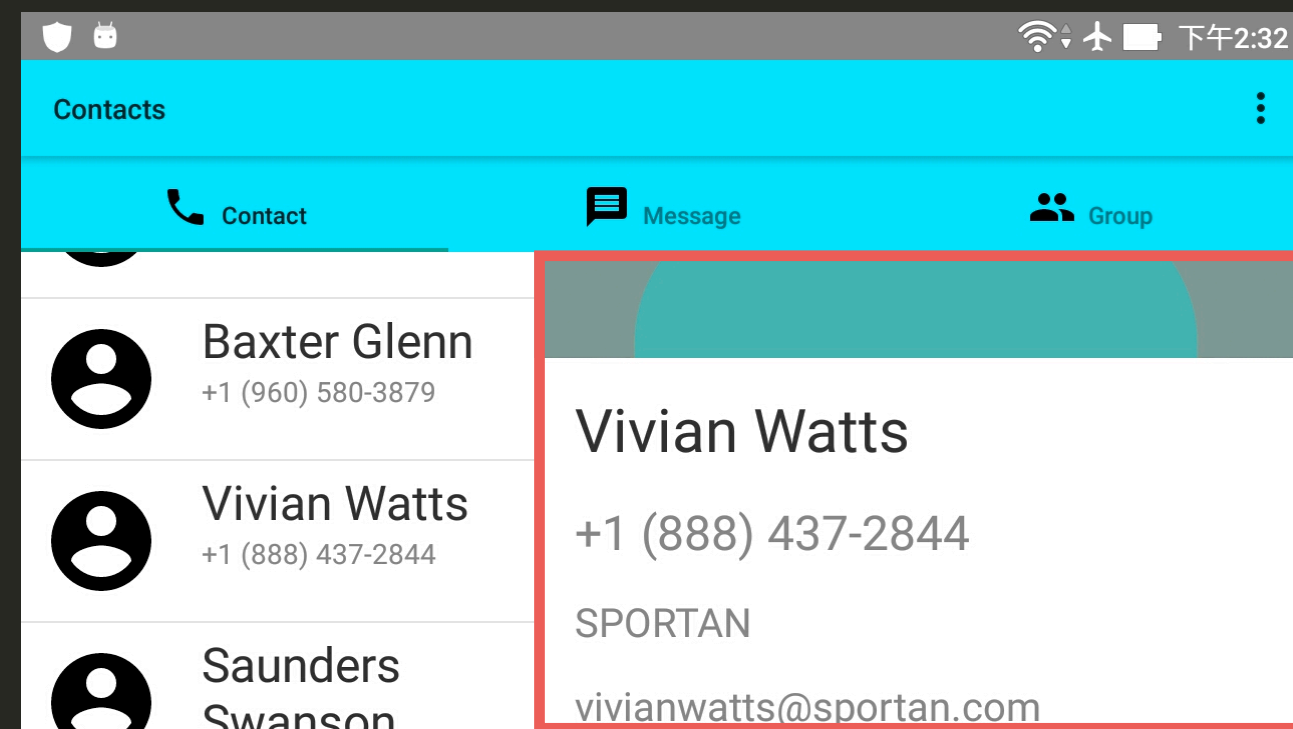 下午2:32
Contacts
Contact
Message
Group
Baxter Glenn
+1 (960) 580-3879
Vivian Watts
+1 (888) 437-2844
Saunders
Swanson
Vivian Watts
+1 (888) 437-2844
SPORTAN
vivianwatts@sportan.com